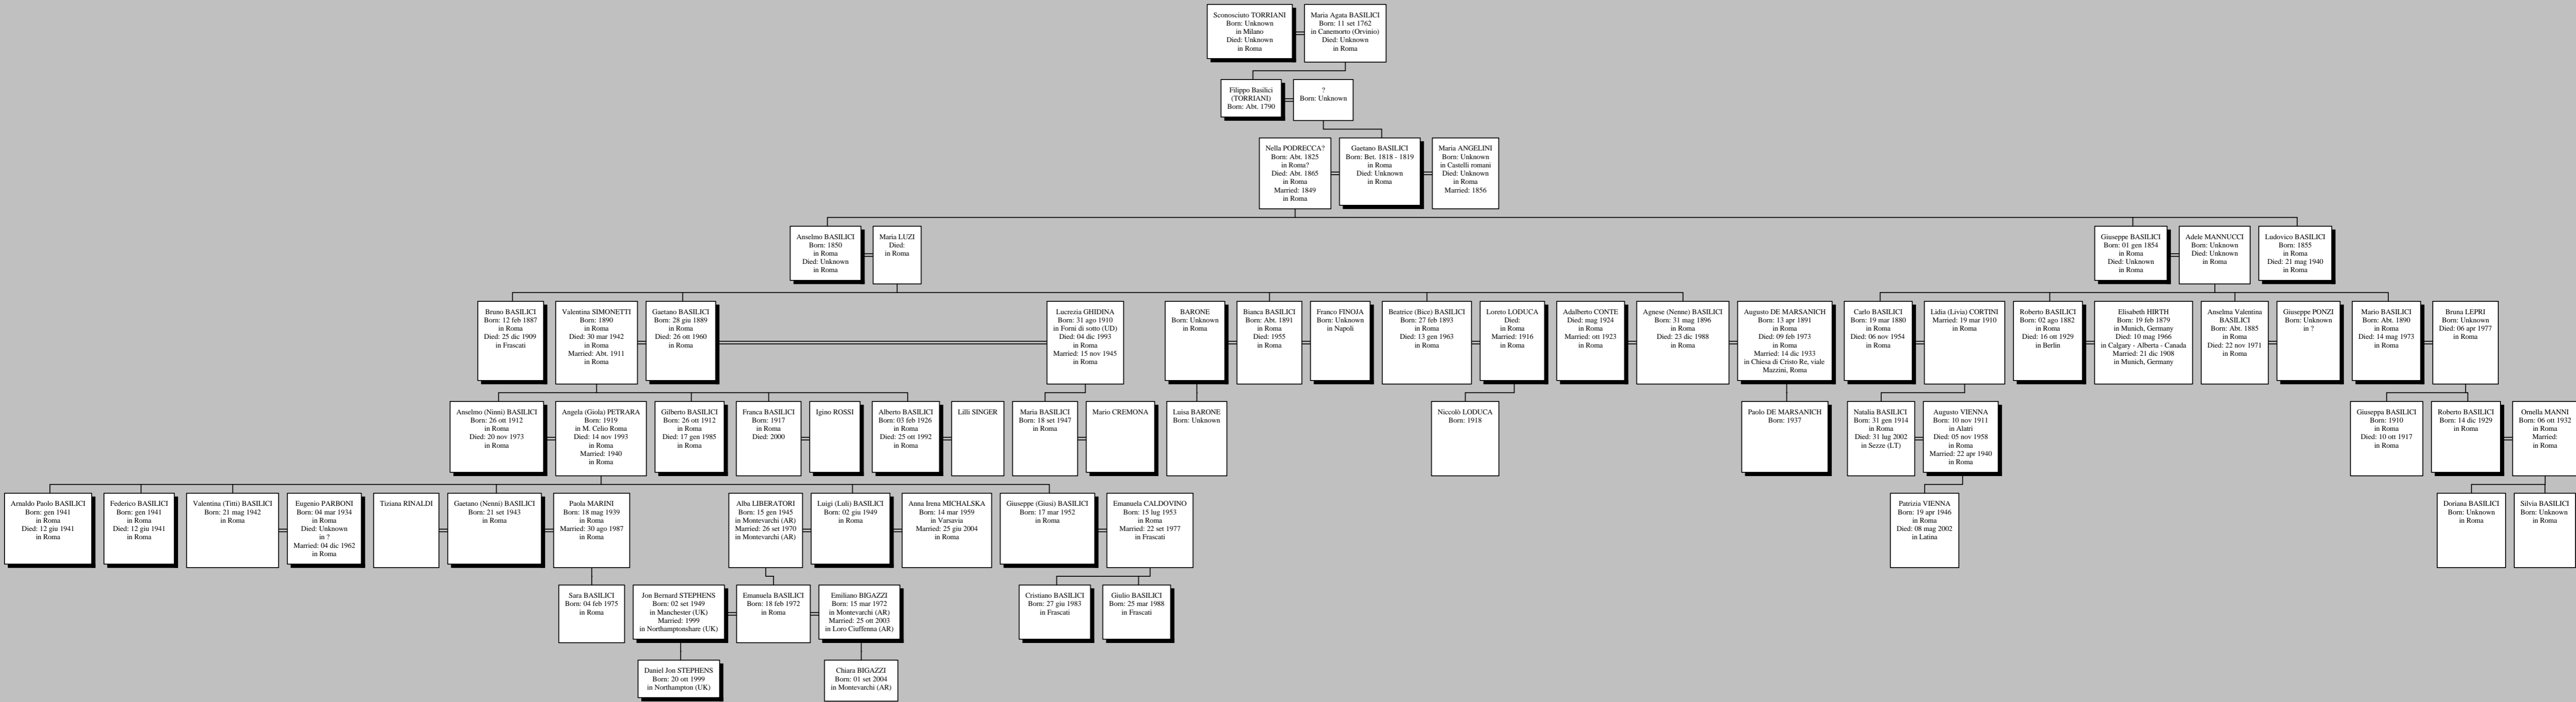 Sconosciuto TORRIANI
Born: Unknown
in Milano
Died: Unknown
in Roma
Maria Agata BASILICI
Born: 11 set 1762
in Canemorto (Orvinio)
Died: Unknown
in Roma
Filippo Basilici
(TORRIANI)
Born: Abt. 1790
?
Born: Unknown
Nella PODRECCA?
Born: Abt. 1825
in Roma?
Died: Abt. 1865
in Roma
Married: 1849
in Roma
Gaetano BASILICI
Born: Bet. 1818 - 1819
in Roma
Died: Unknown
in Roma
Maria ANGELINI
Born: Unknown
in Castelli romani
Died: Unknown
in Roma
Married: 1856
Anselmo BASILICI
Born: 1850
in Roma
Died: Unknown
in Roma
Maria LUZI
Died:
in Roma
Giuseppe BASILICI
Born: 01 gen 1854
in Roma
Died: Unknown
in Roma
Adele MANNUCCI
Born: Unknown
Died: Unknown
in Roma
Ludovico BASILICI
Born: 1855
in Roma
Died: 21 mag 1940
in Roma
Bruno BASILICI
Born: 12 feb 1887
in Roma
Died: 25 dic 1909
in Frascati
Valentina SIMONETTI
Born: 1890
in Roma
Died: 30 mar 1942
in Roma
Married: Abt. 1911
in Roma
Gaetano BASILICI
Born: 28 giu 1889
in Roma
Died: 26 ott 1960
in Roma
Lucrezia GHIDINA
Born: 31 ago 1910
in Forni di sotto (UD)
Died: 04 dic 1993
in Roma
Married: 15 nov 1945
in Roma
BARONE
Born: Unknown
in Roma
Bianca BASILICI
Born: Abt. 1891
in Roma
Died: 1955
in Roma
Franco FINOJA
Born: Unknown
in Napoli
Beatrice (Bice) BASILICI
Born: 27 feb 1893
in Roma
Died: 13 gen 1963
in Roma
Loreto LODUCA
Died:
in Roma
Married: 1916
in Roma
Adalberto CONTE
Died: mag 1924
in Roma
Married: ott 1923
in Roma
Agnese (Nenne) BASILICI
Born: 31 mag 1896
in Roma
Died: 23 dic 1988
in Roma
Augusto DE MARSANICH
Born: 13 apr 1891
in Roma
Died: 09 feb 1973
in Roma
Married: 14 dic 1933
in Chiesa di Cristo Re, viale
Mazzini, Roma
Carlo BASILICI
Born: 19 mar 1880
in Roma
Died: 06 nov 1954
in Roma
Lidia (Livia) CORTINI
Married: 19 mar 1910
in Roma
Roberto BASILICI
Born: 02 ago 1882
in Roma
Died: 16 ott 1929
in Berlin
Elisabeth HIRTH
Born: 19 feb 1879
in Munich, Germany
Died: 10 mag 1966
in Calgary - Alberta - Canada
Married: 21 dic 1908
in Munich, Germany
Anselma Valentina
BASILICI
Born: Abt. 1885
in Roma
Died: 22 nov 1971
in Roma
Giuseppe PONZI
Born: Unknown
in ?
Mario BASILICI
Born: Abt. 1890
in Roma
Died: 14 mag 1973
in Roma
Bruna LEPRI
Born: Unknown
Died: 06 apr 1977
in Roma
Anselmo (Ninni) BASILICI
Born: 26 ott 1912
in Roma
Died: 20 nov 1973
in Roma
Angela (Giola) PETRARA
Born: 1919
in M. Celio Roma
Died: 14 nov 1993
in Roma
Married: 1940
in Roma
Gilberto BASILICI
Born: 26 ott 1912
in Roma
Died: 17 gen 1985
in Roma
Franca BASILICI
Born: 1917
in Roma
Died: 2000
Igino ROSSI
Alberto BASILICI
Born: 03 feb 1926
in Roma
Died: 25 ott 1992
in Roma
Lilli SINGER
Maria BASILICI
Born: 18 set 1947
in Roma
Mario CREMONA
Luisa BARONE
Born: Unknown
Niccolò LODUCA
Born: 1918
Paolo DE MARSANICH
Born: 1937
Natalia BASILICI
Born: 31 gen 1914
in Roma
Died: 31 lug 2002
in Sezze (LT)
Augusto VIENNA
Born: 10 nov 1911
in Alatri
Died: 05 nov 1958
in Roma
Married: 22 apr 1940
in Roma
Giuseppa BASILICI
Born: 1910
in Roma
Died: 10 ott 1917
in Roma
Roberto BASILICI
Born: 14 dic 1929
in Roma
Ornella MANNI
Born: 06 ott 1932
in Roma
Married:
in Roma
Arnaldo Paolo BASILICI
Born: gen 1941
in Roma
Died: 12 giu 1941
in Roma
Federico BASILICI
Born: gen 1941
in Roma
Died: 12 giu 1941
in Roma
Valentina (Titti) BASILICI
Born: 21 mag 1942
in Roma
Eugenio PARBONI
Born: 04 mar 1934
in Roma
Died: Unknown
in ?
Married: 04 dic 1962
in Roma
Tiziana RINALDI
Gaetano (Nenni) BASILICI
Born: 21 set 1943
in Roma
Paola MARINI
Born: 18 mag 1939
in Roma
Married: 30 ago 1987
in Roma
Alba LIBERATORI
Born: 15 gen 1945
in Montevarchi (AR)
Married: 26 set 1970
in Montevarchi (AR)
Luigi (Luli) BASILICI
Born: 02 giu 1949
in Roma
Anna Irena MICHALSKA
Born: 14 mar 1959
in Varsavia
Married: 25 giu 2004
in Roma
Giuseppe (Giusi) BASILICI
Born: 17 mar 1952
in Roma
Emanuela CALDOVINO
Born: 15 lug 1953
in Roma
Married: 22 set 1977
in Frascati
Patrizia VIENNA
Born: 19 apr 1946
in Roma
Died: 08 mag 2002
in Latina
Doriana BASILICI
Born: Unknown
in Roma
Silvia BASILICI
Born: Unknown
in Roma
Sara BASILICI
Born: 04 feb 1975
in Roma
Jon Bernard STEPHENS
Born: 02 set 1949
in Manchester (UK)
Married: 1999
in Northamptonshare (UK)
Emanuela BASILICI
Born: 18 feb 1972
in Roma
Emiliano BIGAZZI
Born: 15 mar 1972
in Montevarchi (AR)
Married: 25 ott 2003
in Loro Ciuffenna (AR)
Cristiano BASILICI
Born: 27 giu 1983
in Frascati
Giulio BASILICI
Born: 25 mar 1988
in Frascati
Daniel Jon STEPHENS
Born: 20 ott 1999
in Northampton (UK)
Chiara BIGAZZI
Born: 01 set 2004
in Montevarchi (AR)